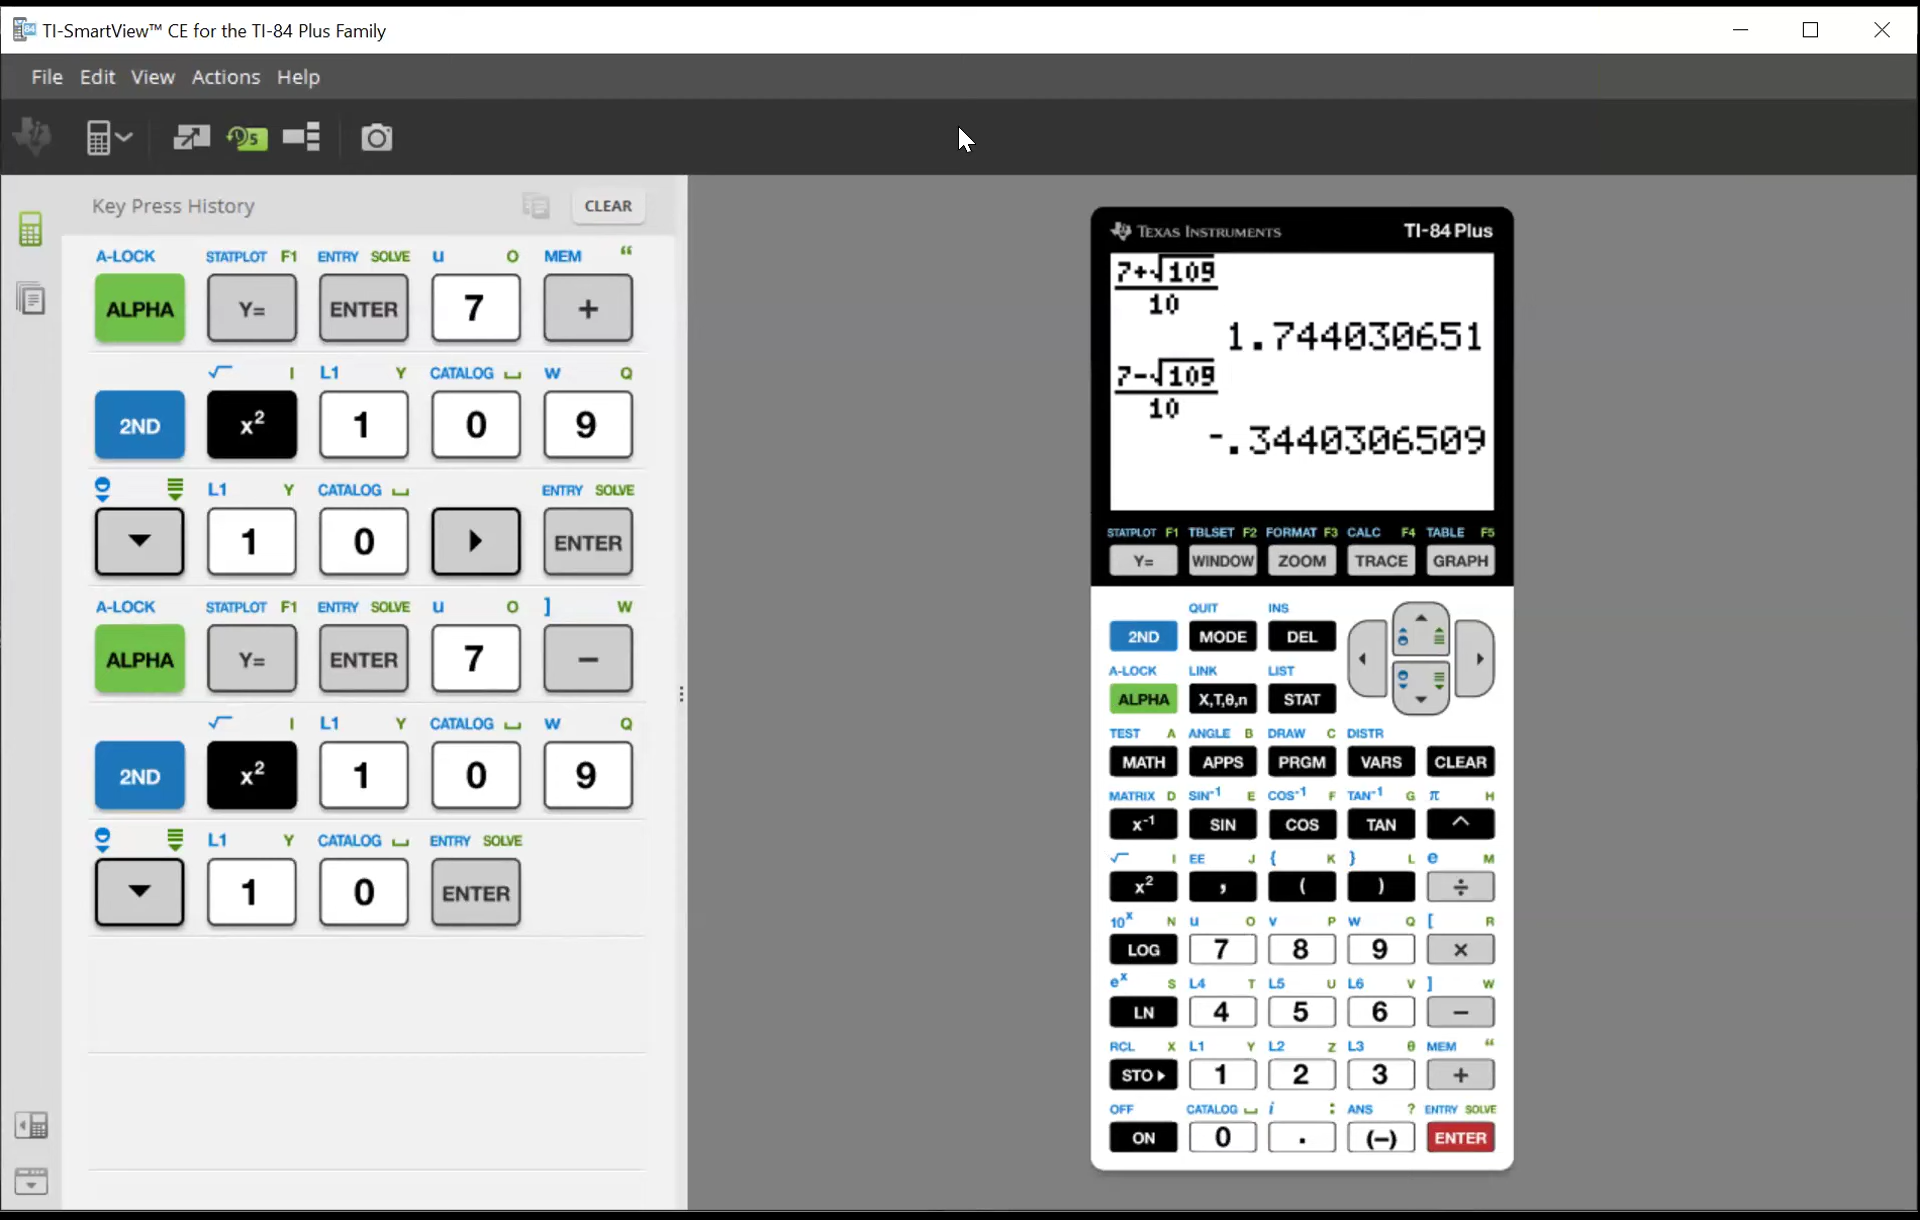 TI-SmartView™ CE for the TI-84 Plus Family
File Edit View Actions Help
5
Key Press History CLEAR
A-LOCK STATPLOT F1 ENTRY SOLVE u O MEM “
ALPHA Y= ENTER 7 +
√ I L1 Y CATALOG ⎵ w Q
2ND x² 1 0 9
L1 Y CATALOG ⎵ ENTRY SOLVE
1 0 ENTER
A-LOCK STATPLOT F1 ENTRY SOLVE u O ] W
ALPHA Y= ENTER 7 −
√ I L1 Y CATALOG ⎵ w Q
2ND x² 1 0 9
L1 Y CATALOG ⎵ ENTRY SOLVE
1 0 ENTER
TEXAS INSTRUMENTS TI-84 Plus
7+√109
10
1.744030651
7-√109
10
-.3440306509
STATPLOT F1 TBLSET F2 FORMAT F3 CALC F4 TABLE F5
Y= WINDOW ZOOM TRACE GRAPH
QUIT INS
2ND MODE DEL
A-LOCK LINK LIST
ALPHA X,T,θ,n STAT
TEST A ANGLE B DRAW C DISTR
MATH APPS PRGM VARS CLEAR
MATRIX D SIN⁻¹ E COS⁻¹ F TAN⁻¹ G π H
x⁻¹ SIN COS TAN ^
√ I EE J { K } L e M
x² , ( ) ÷
10ˣ N u O v P w Q [ R
LOG 7 8 9 ×
eˣ S L4 T L5 U L6 V ] W
LN 4 5 6 −
RCL X L1 Y L2 Z L3 θ MEM “
STO▸ 1 2 3 +
OFF CATALOG ⎵ i : ANS ? ENTRY SOLVE
ON 0 . (−) ENTER